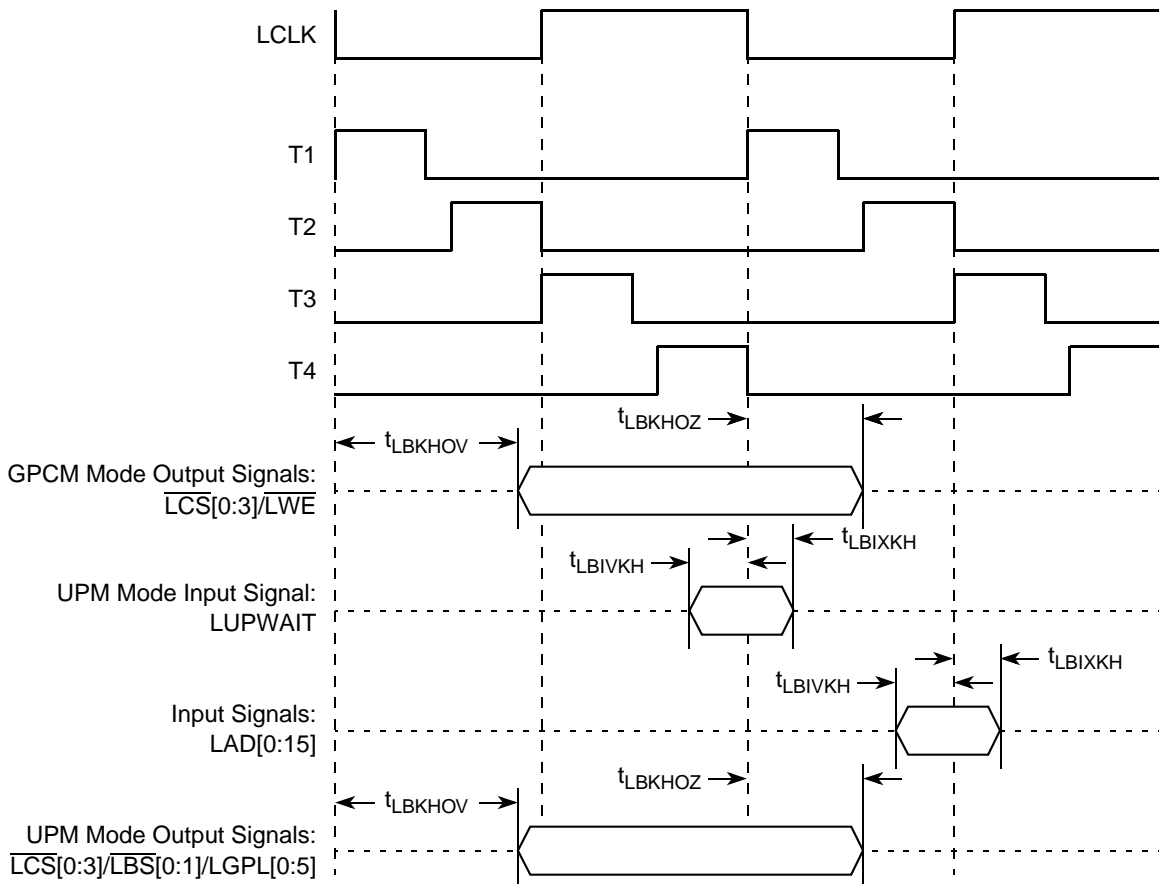 LCLK
T1
T2
T3
T4
tLBKHOZ
tLBKHOV
GPCM Mode Output Signals:
LCS[0:3]/LWE
tLBIXKH
tLBIVKH
UPM Mode Input Signal:
LUPWAIT
tLBIXKH
tLBIVKH
Input Signals:
LAD[0:15]
tLBKHOZ
tLBKHOV
UPM Mode Output Signals:
LCS[0:3]/LBS[0:1]/LGPL[0:5]